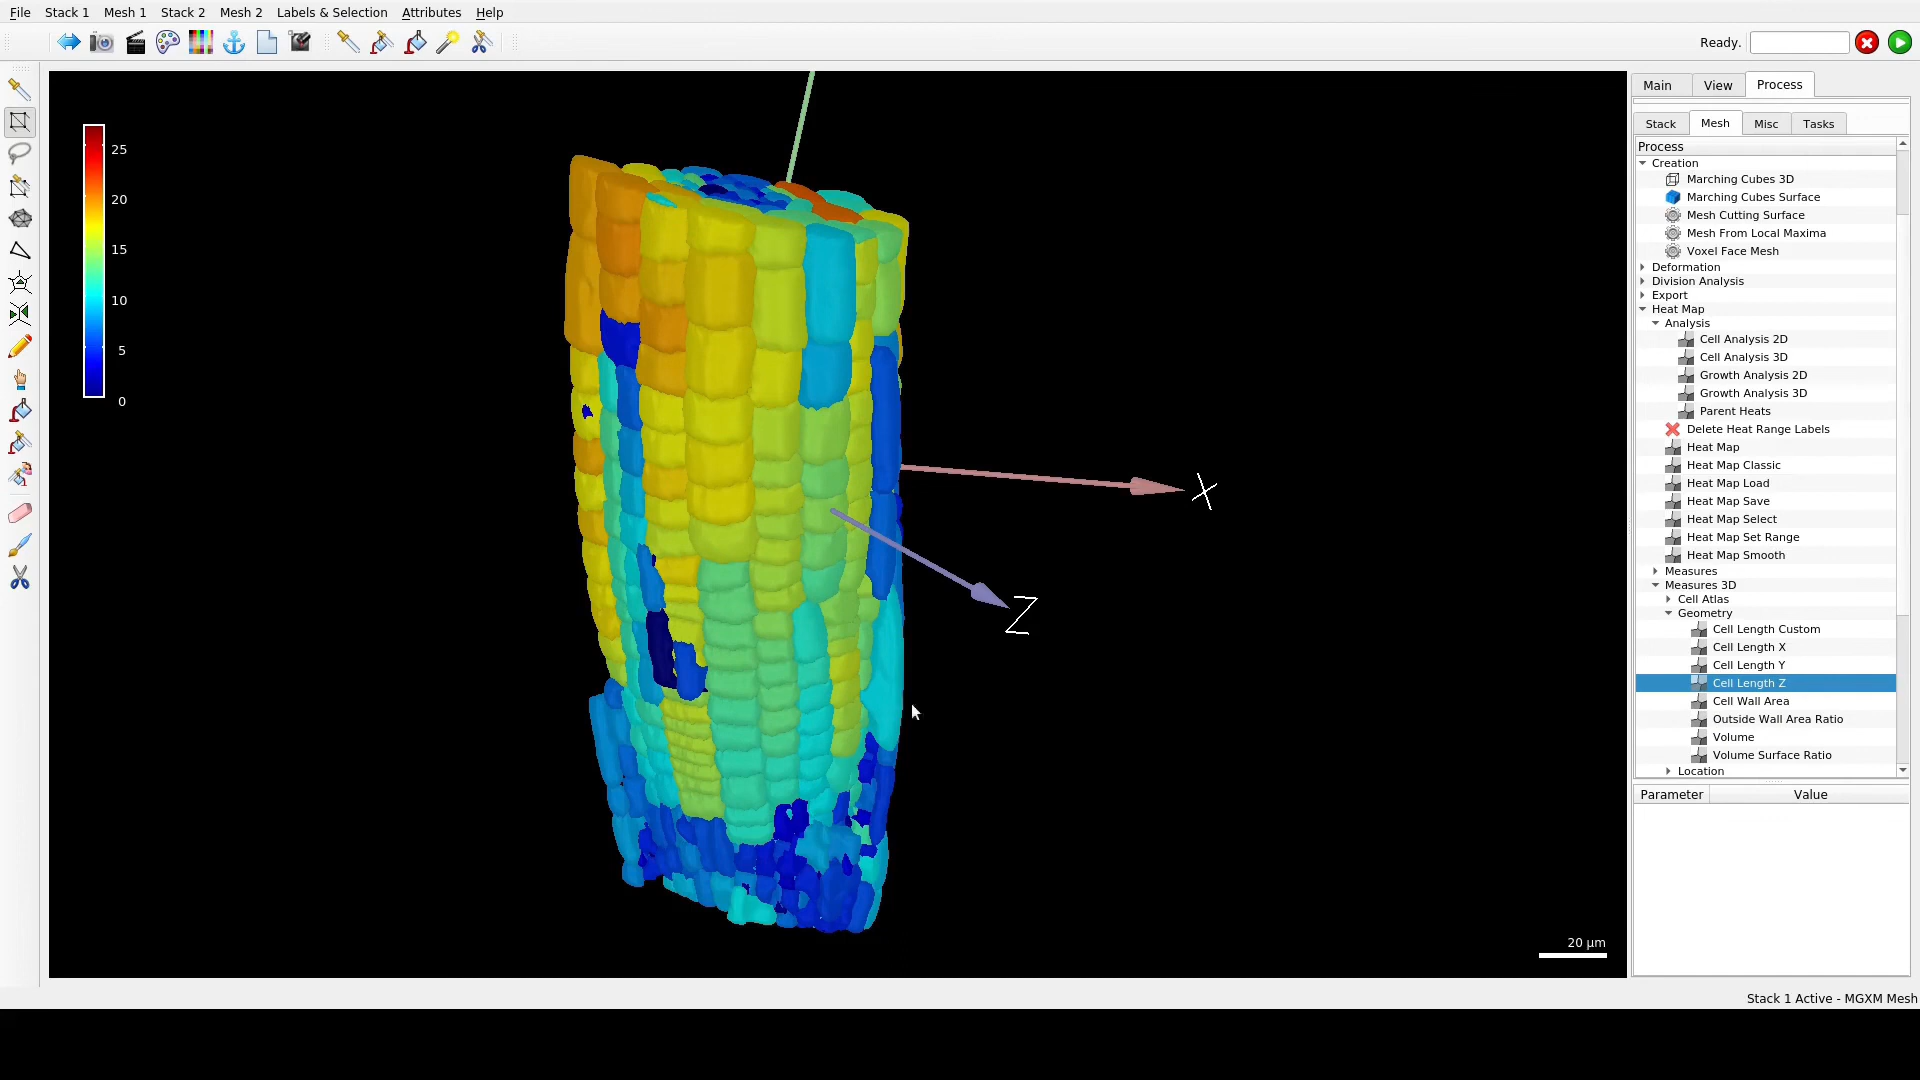 File Stack 1 Mesh 1 Stack 2 Mesh 2 Labels & Selection Attributes Help
Ready.
Main View Process
Stack Mesh Misc Tasks
Process
Creation
Marching Cubes 3D
Marching Cubes Surface
Mesh Cutting Surface
Mesh From Local Maxima
Voxel Face Mesh
Deformation
Division Analysis
Export
Heat Map
Analysis
Cell Analysis 2D
Cell Analysis 3D
Growth Analysis 2D
Growth Analysis 3D
Parent Heats
Delete Heat Range Labels
Heat Map
Heat Map Classic
Heat Map Load
Heat Map Save
Heat Map Select
Heat Map Set Range
Heat Map Smooth
Measures
Measures 3D
Cell Atlas
Geometry
Cell Length Custom
Cell Length X
Cell Length Y
Cell Length Z
Cell Wall Area
Outside Wall Area Ratio
Volume
Volume Surface Ratio
Location
Parameter Value
25
20
15
10
5
0
X
Z
20 µm
Stack 1 Active - MGXM Mesh